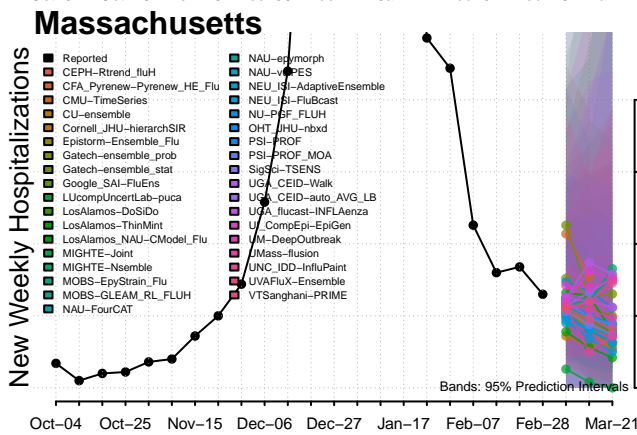 Massachusetts
New Weekly Hospitalizations
Reported
CEPH−Rtrend_fluH
CFA_Pyrenew−Pyrenew_HE_Flu
CMU−TimeSeries
CU−ensemble
Cornell_JHU−hierarchSIR
Epistorm−Ensemble_Flu
Gatech−ensemble_prob
Gatech−ensemble_stat
Google_SAI−FluEns
LUcompUncertLab−puca
LosAlamos−DoSiDo
LosAlamos−ThinMint
LosAlamos_NAU−CModel_Flu
MIGHTE−Joint
MIGHTE−Nsemble
MOBS−EpyStrain_Flu
MOBS−GLEAM_RL_FLUH
NAU−FourCAT
NAU−epymorph
NEU_ISI−AdaptiveEnsemble
NEU_ISI−FluBcast
NU−PGF_FLUH
OHT_JHU−nbxd
PSI−PROF
PSI−PROF_MOA
SigSci−TSENS
UGA_CEID−Walk
UGA_CEID−auto_AVG_LB
UGA_flucast−INFLAenza
UI_CompEpi−EpiGen
UM−DeepOutbreak
UMass−flusion
UNC_IDD−InfluPaint
UVAFluX−Ensemble
VTSanghani−PRIME
Bands: 95% Prediction Intervals
Oct−04 Oct−25 Nov−15 Dec−06 Dec−27 Jan−17 Feb−07 Feb−28 Mar−21